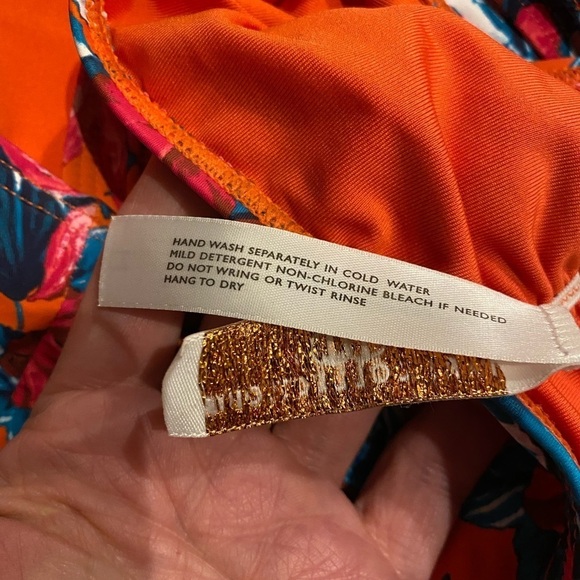 HAND WASH SEPARATELY IN COLD WATER
MILD DETERGENT NON-CHLORINE BLEACH IF NEEDED
DO NOT WRING OR TWIST RINSE
HANG TO DRY